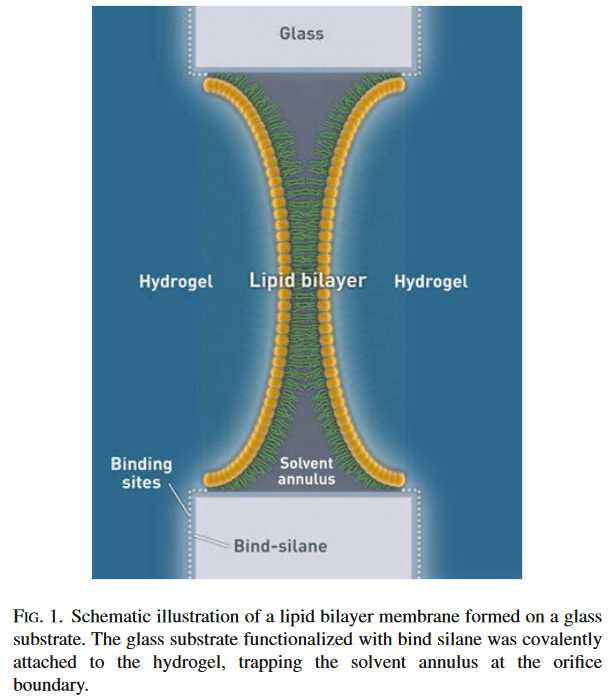 Glass
Hydrogel
Lipid bilayer
Hydrogel
Binding
sites
Solvent
annulus
Bind-silane
FIG. 1. Schematic illustration of a lipid bilayer membrane formed on a glass
substrate. The glass substrate functionalized with bind silane was covalently
attached to the hydrogel, trapping the solvent annulus at the orifice
boundary.